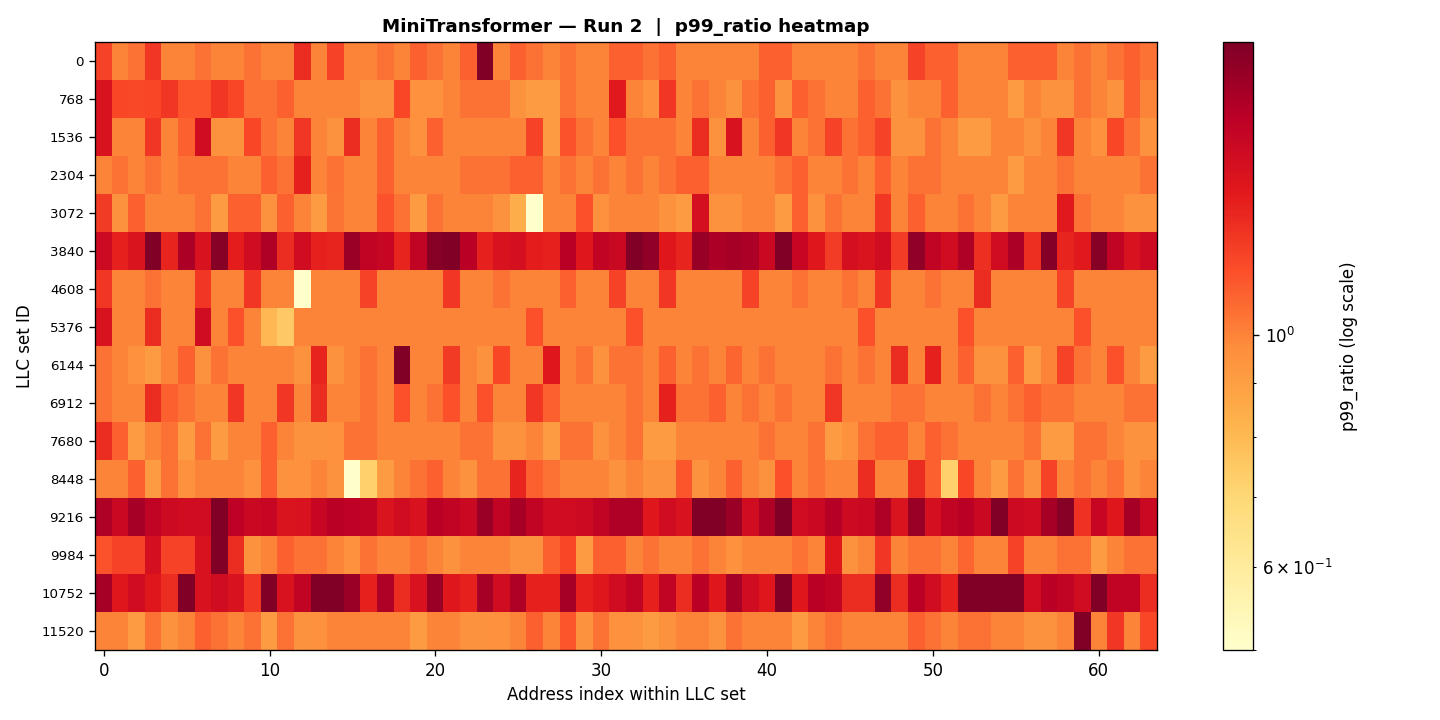 MiniTransformer — Run 2 | p99_ratio heatmap
LLC set ID
0
768
1536
2304
3072
3840
4608
5376
6144
6912
7680
8448
9216
9984
10752
11520
0 10 20 30 40 50 60
Address index within LLC set
10⁰
6 × 10⁻¹
p99_ratio (log scale)